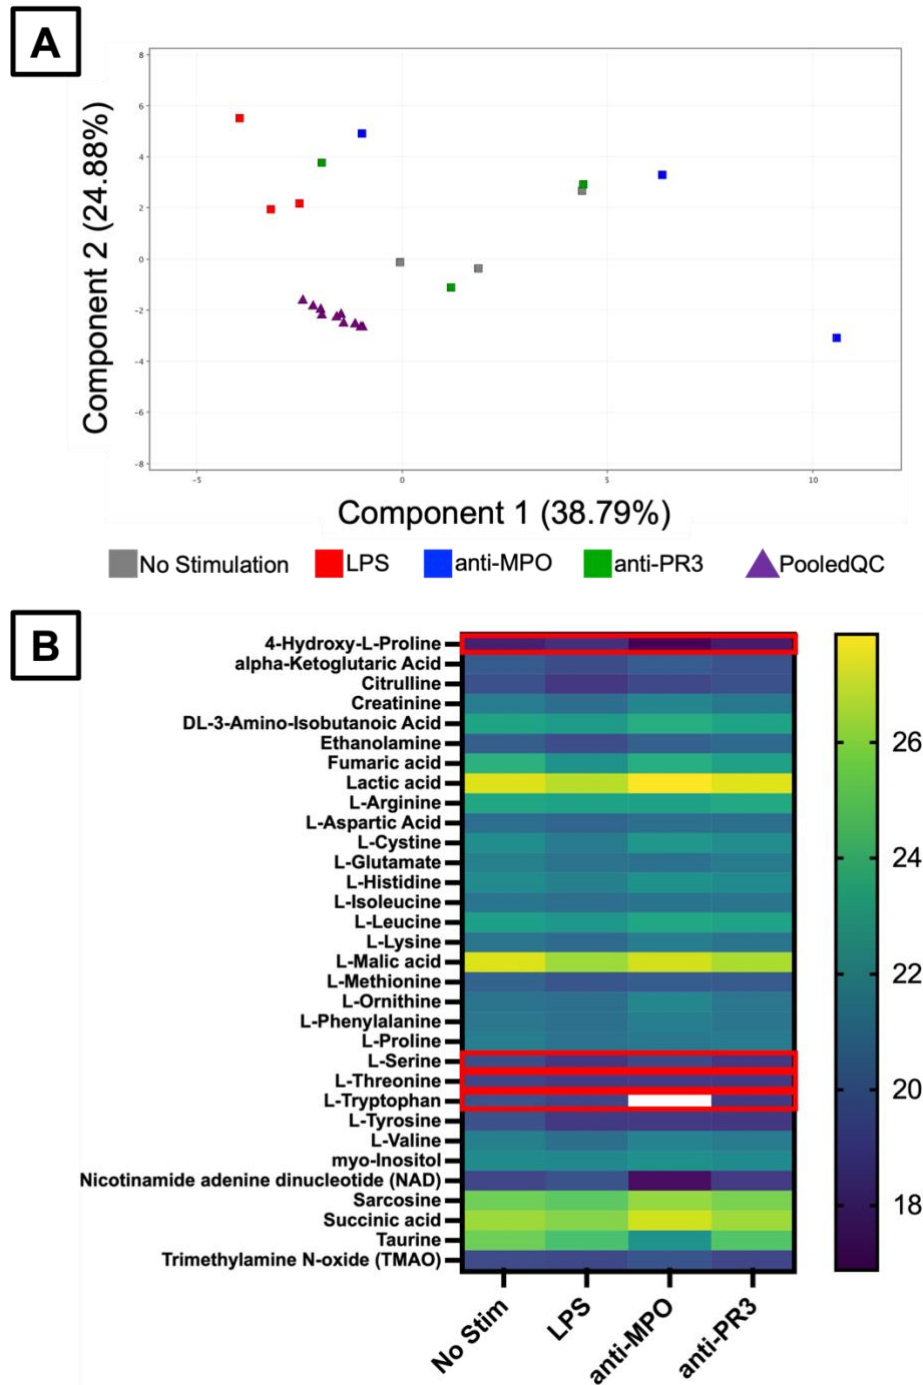 A
8
6
4
2
0
-2
-4
-6
-8
Component 2 (24.88%)
-5
0
5
10
Component 1 (38.79%)
No Stimulation
LPS
anti-MPO
anti-PR3
PooledQC
B
4-Hydroxy-L-Proline
alpha-Ketoglutaric Acid
Citrulline
Creatinine
DL-3-Amino-Isobutanoic Acid
Ethanolamine
Fumaric acid
Lactic acid
L-Arginine
L-Aspartic Acid
L-Cystine
L-Glutamate
L-Histidine
L-Isoleucine
L-Leucine
L-Lysine
L-Malic acid
L-Methionine
L-Ornithine
L-Phenylalanine
L-Proline
L-Serine
L-Threonine
L-Tryptophan
L-Tyrosine
L-Valine
myo-Inositol
Nicotinamide adenine dinucleotide (NAD)
Sarcosine
Succinic acid
Taurine
Trimethylamine N-oxide (TMAO)
No Stim
LPS
anti-MPO
anti-PR3
26
24
22
20
18